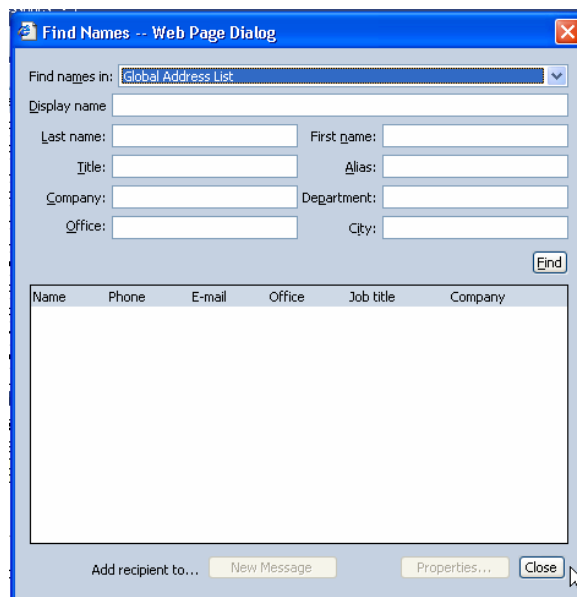 Find Names -- Web Page Dialog
Find names in: Global Address List
Display name
Last name: First name:
Title: Alias:
Company: Department:
Office: City:
Find
Name Phone E-mail Office Job title Company
Add recipient to... New Message Properties... Close